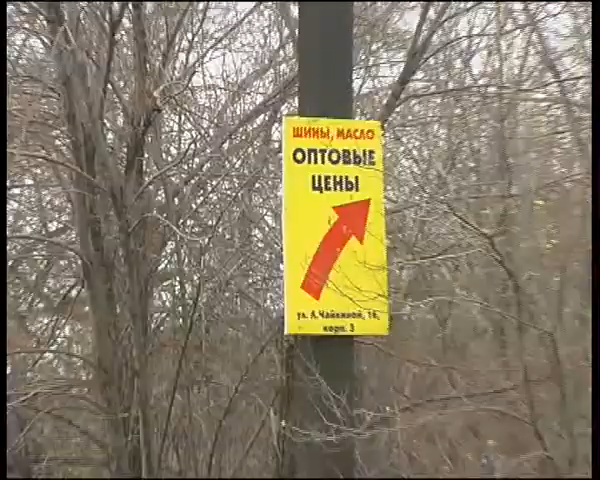 ШИНЫ, МАСЛО
ОПТОВЫЕ
ЦЕНЫ
ул. Л.Чайкиной, 16,
корп. 3